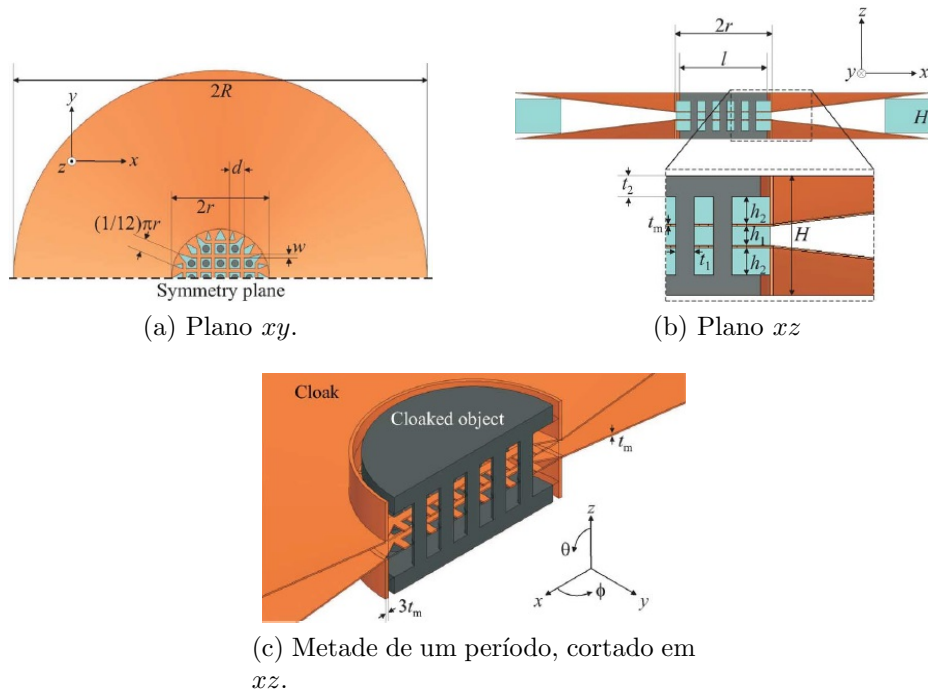 2R
y
z
x
d
2r
(1/12)πr
w
Symmetry plane
(a) Plano xy.
2r
l
z
y
x
H
t₂
tₘ
h₂
h₁
H
t₁
h₂
(b) Plano xz
Cloak
Cloaked object
tₘ
z
θ
3tₘ
x
ϕ
y
(c) Metade de um período, cortado em
xz.